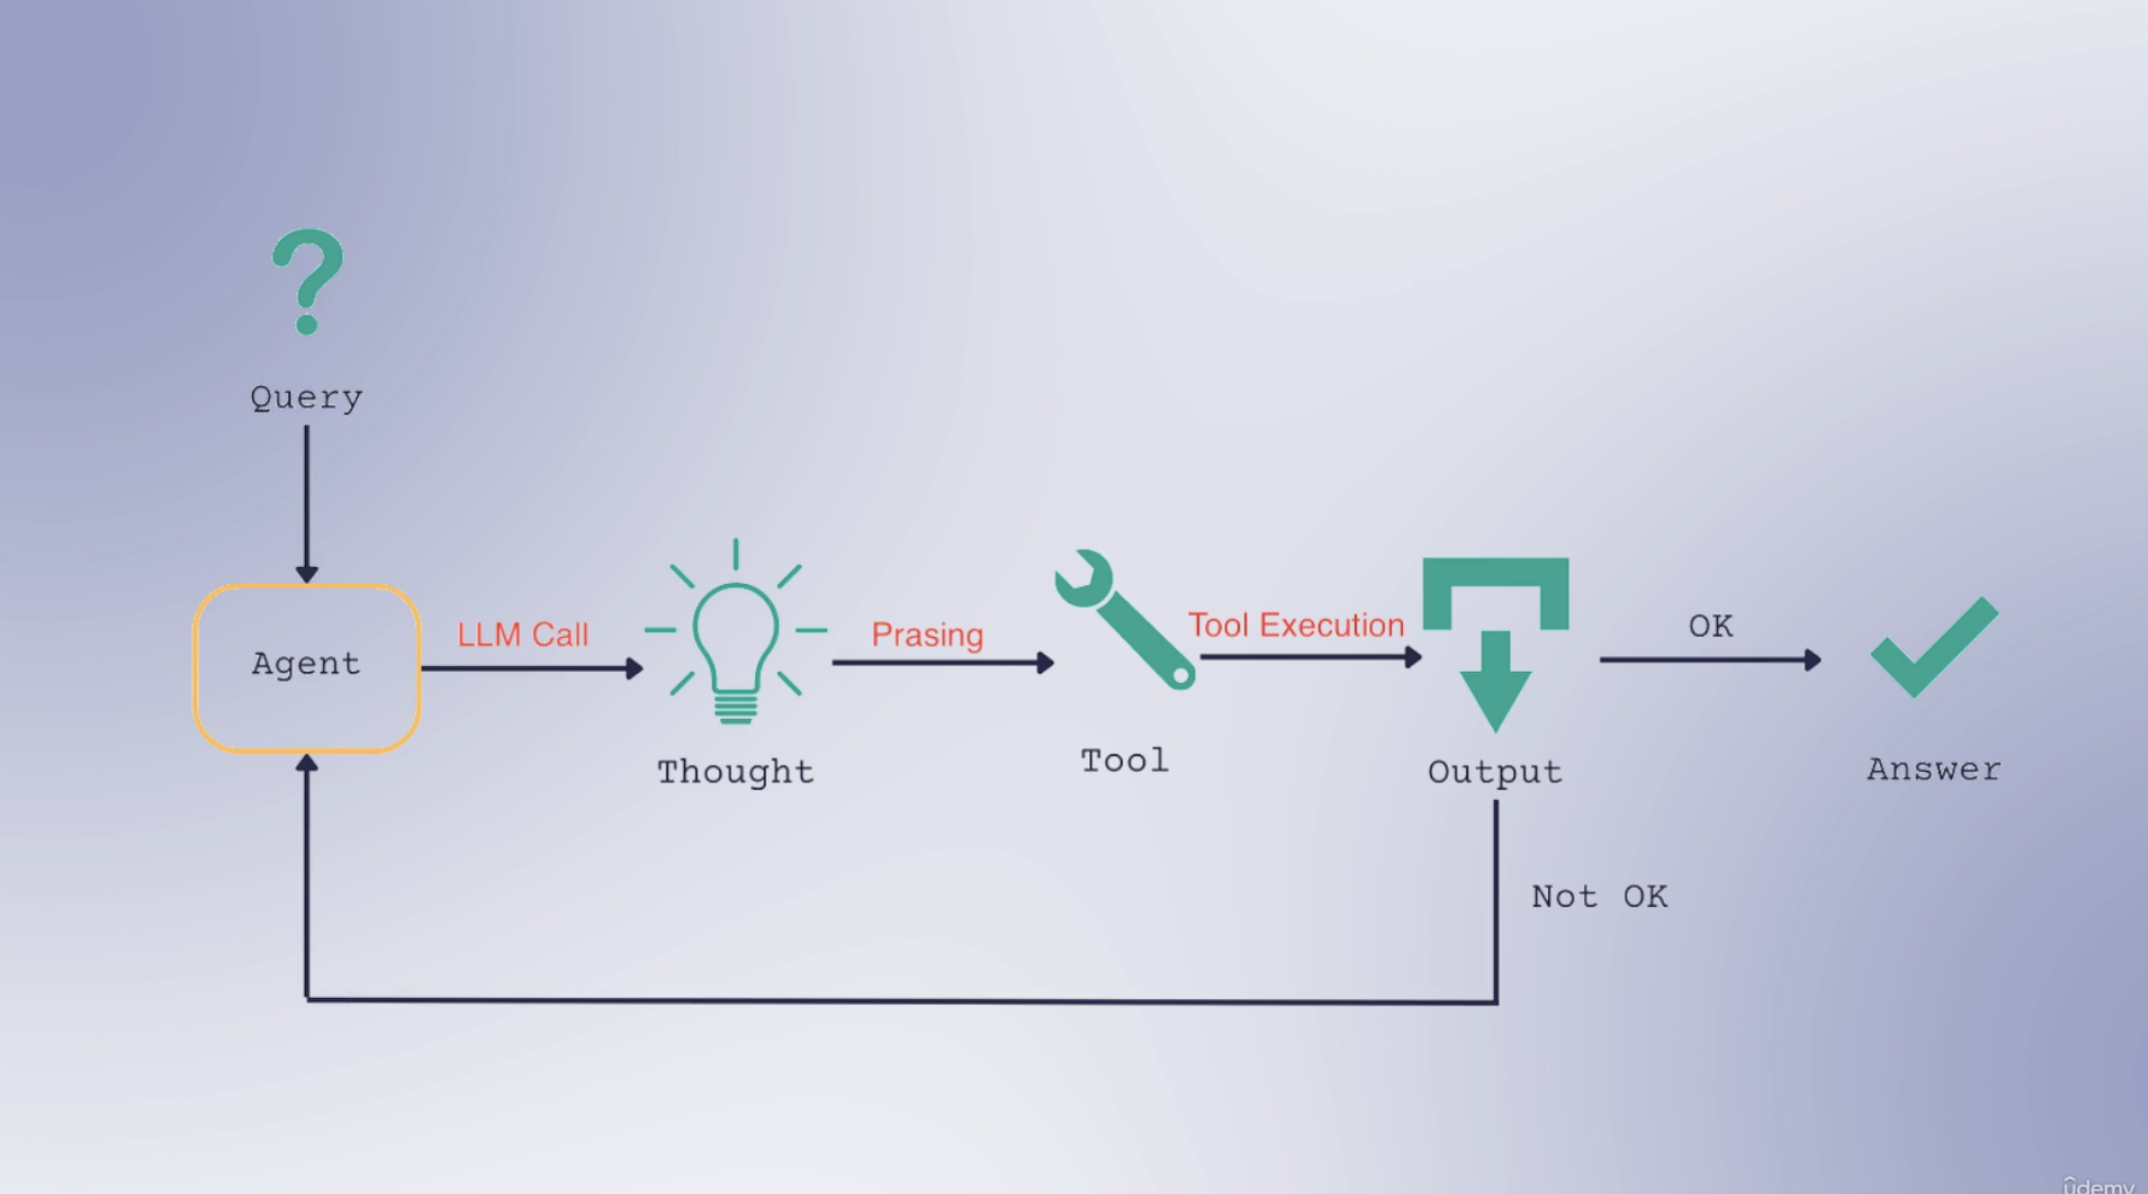 Query
Agent
LLM Call
Thought
Prasing
Tool
Tool Execution
Output
OK
Answer
Not OK
ûdemy